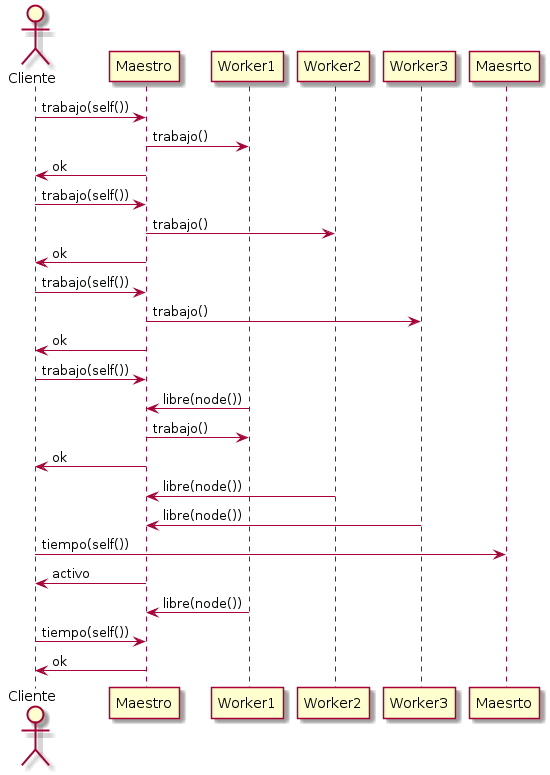 Cliente
Maestro
Worker1
Worker2
Worker3
Maesrto
trabajo(self())
trabajo()
ok
trabajo(self())
trabajo()
ok
trabajo(self())
trabajo()
ok
trabajo(self())
libre(node())
trabajo()
ok
libre(node())
libre(node())
tiempo(self())
activo
libre(node())
tiempo(self())
ok
Cliente
Maestro
Worker1
Worker2
Worker3
Maesrto